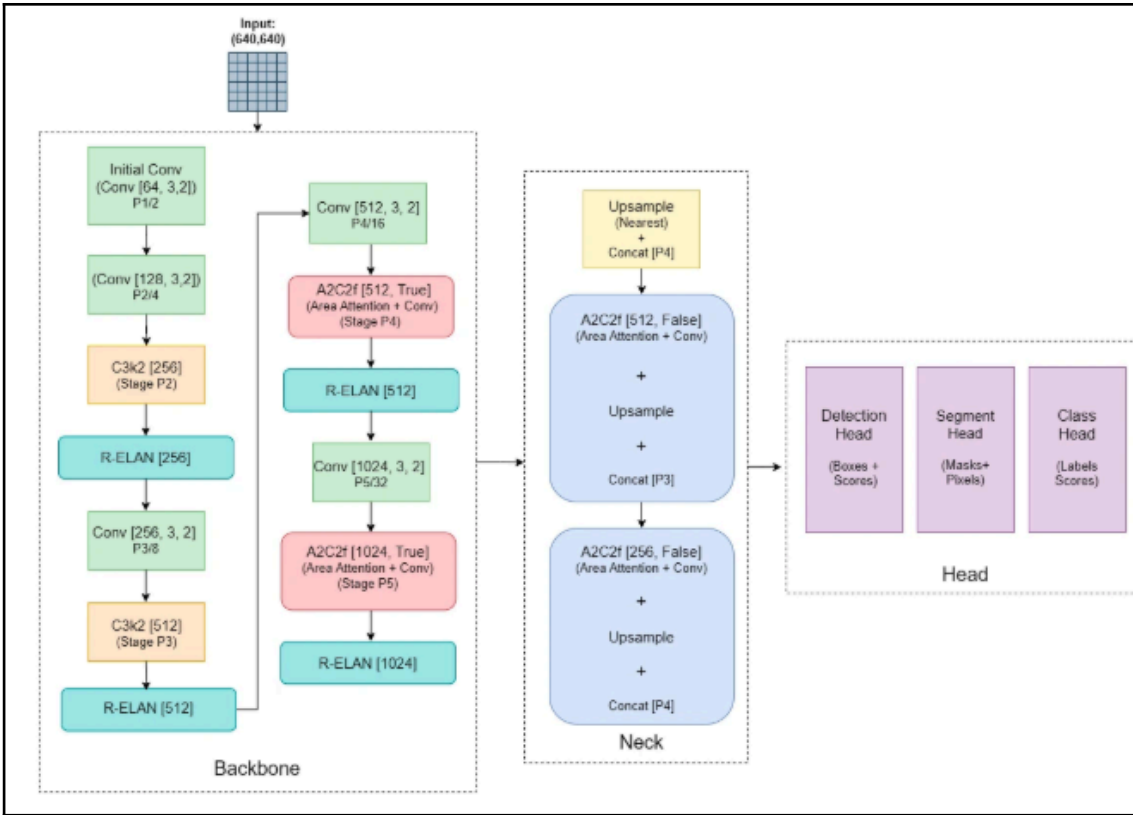 Input:
(640,640)
Initial Conv
(Conv [64, 3,2])
P1/2
(Conv [128, 3,2])
P2/4
C3k2 [256]
(Stage P2)
R-ELAN [256]
Conv [256, 3, 2]
P3/8
C3k2 [512]
(Stage P3)
R-ELAN [512]
Conv [512, 3, 2]
P4/16
A2C2f [512, True]
(Area Attention + Conv)
(Stage P4)
R-ELAN [512]
Conv [1024, 3, 2]
P5/32
A2C2f [1024, True]
(Area Attention + Conv)
(Stage P5)
R-ELAN [1024]
Backbone
Upsample
(Nearest)
+
Concat [P4]
A2C2f [512, False]
(Area Attention + Conv)
+
Upsample
+
Concat [P3]
A2C2f [256, False]
(Area Attention + Conv)
+
Upsample
+
Concat [P4]
Neck
Detection
Head
(Boxes +
Scores)
Segment
Head
(Masks+
Pixels)
Class
Head
(Labels
Scores)
Head